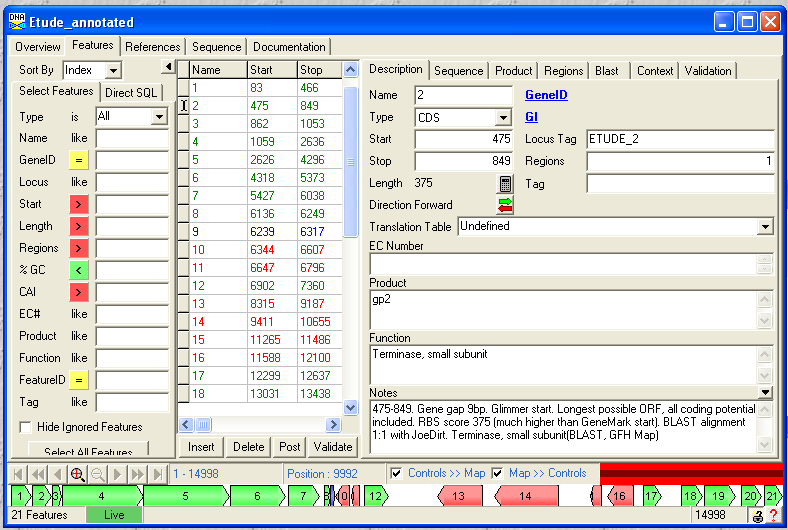 DNA Etude_annotated
Overview Features References Sequence Documentation
Sort By Index
Select Features Direct SQL
Type is All
Name like
GeneID =
Locus like
Start >
Length >
Regions >
% GC <
CAI >
EC# like
Product like
Function like
FeatureID =
Tag like
Hide Ignored Features
Select All Features
Name Start Stop
1 83 466
2 475 849
3 862 1053
4 1059 2636
5 2626 4296
6 4318 5373
7 5427 6038
8 6136 6249
9 6239 6317
10 6344 6607
11 6647 6796
12 6902 7360
13 8315 9187
14 9411 10655
15 11265 11486
16 11588 12100
17 12299 12637
18 13031 13438
Insert Delete Post Validate
Description Sequence Product Regions Blast Context Validation
Name 2 GeneID
Type CDS GI
Start 475 Locus Tag ETUDE_2
Stop 849 Regions 1
Length 375 Tag
Direction Forward
Translation Table Undefined
EC Number
Product
gp2
Function
Terminase, small subunit
Notes
475-849. Gene gap 9bp. Glimmer start. Longest possible ORF, all coding potential
included. RBS score 375 (much higher than GeneMark start). BLAST alignment
1:1 with JoeDirt. Terminase, small subunit(BLAST, GFH Map)
1 - 14998 Position : 9992 Controls >> Map Map >> Controls
1 2 3 4 5 6 7 12 13 14 16 17 18 19 20 21
21 Features Live 14998 ?